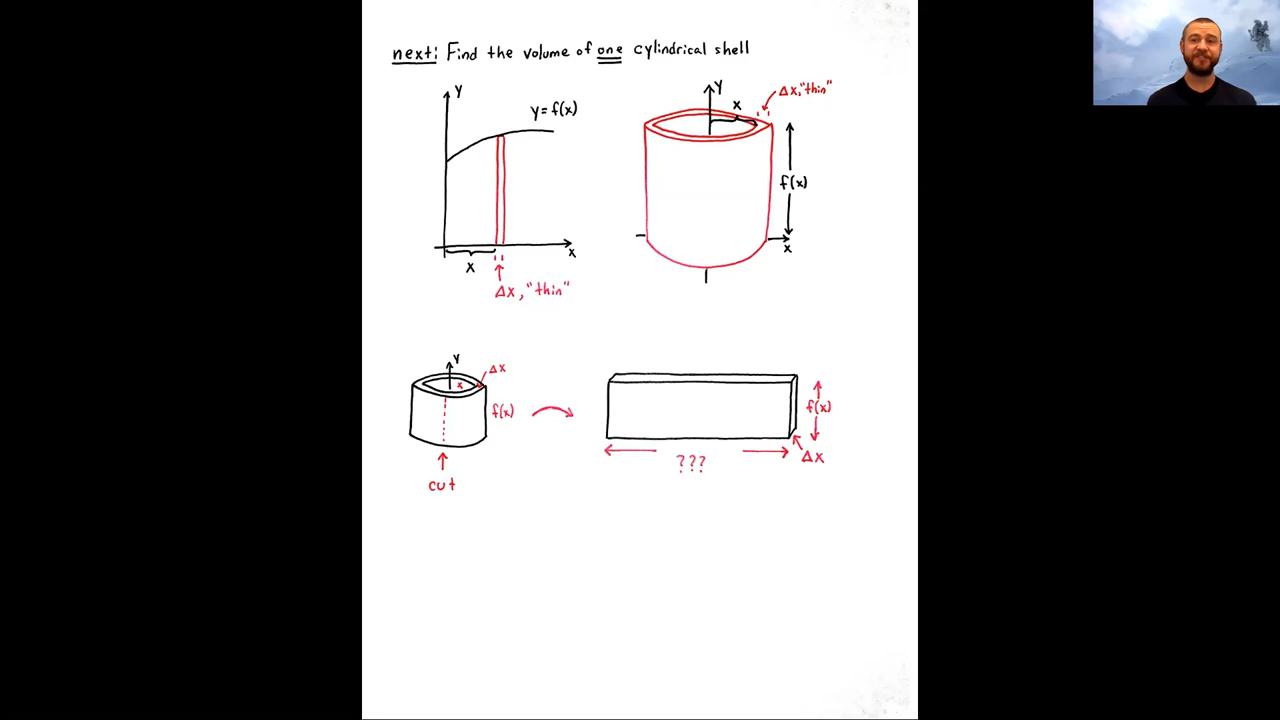 next: Find the volume of one cylindrical shell
y
y=f(x)
x
x
Δx, "thin"
y
x
Δx, "thin"
f(x)
x
y
x
Δx
f(x)
cut
f(x)
Δx
???